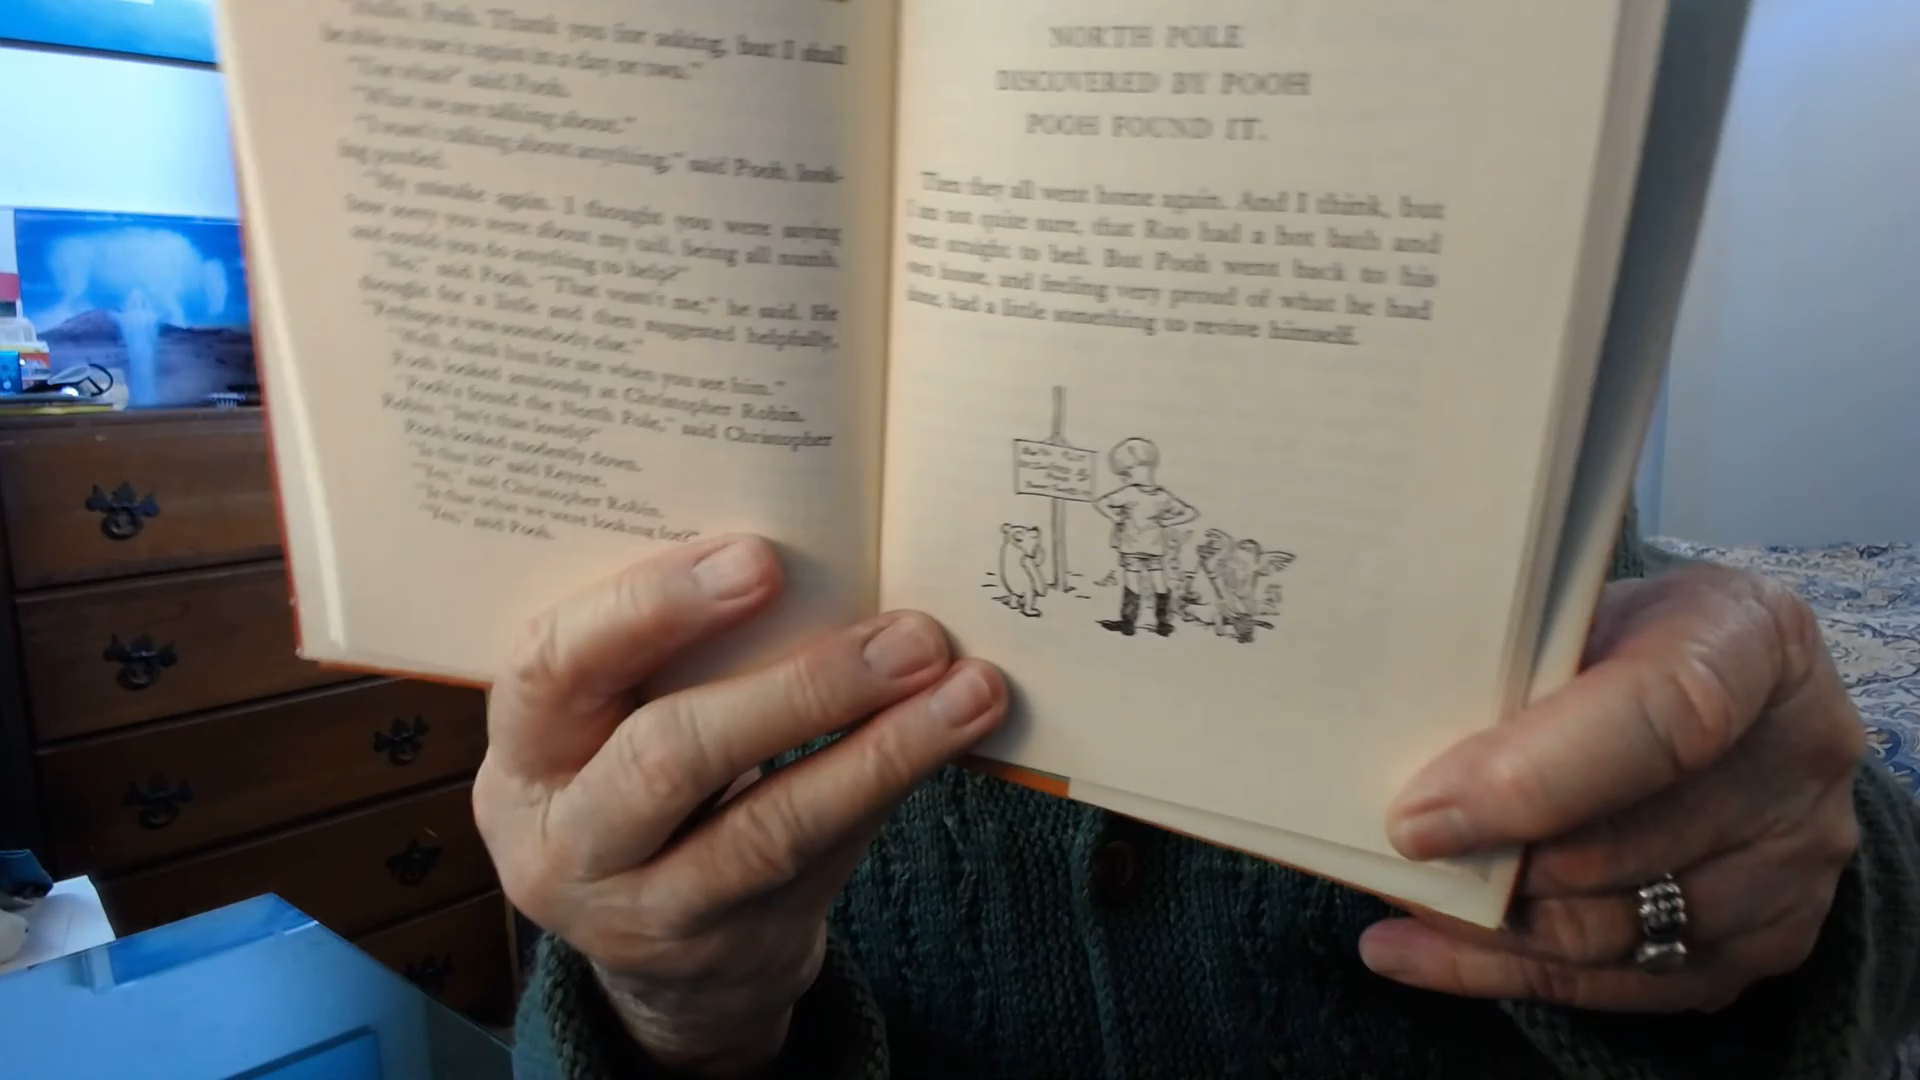 "Hallo, Pooh. Thank you for asking, but I shall
be able to use it again in a day or two."
"Use what?" said Pooh.
"What we are talking about."
"I wasn't talking about anything," said Pooh, look-
ing puzzled.
"My mistake again. I thought you were saying
how sorry you were about my tail, being all numb,
and could you do anything to help?"
"No," said Pooh. "That wasn't me," he said. He
thought for a little and then suggested helpfully,
"Perhaps it was somebody else."
"Well, thank him for me when you see him."
Pooh looked anxiously at Christopher Robin.
"Pooh's found the North Pole," said Christopher
Robin. "Isn't that lovely?"
Pooh looked modestly down.
"Is that it?" said Eeyore.
"Yes," said Christopher Robin.
"Is that what we were looking for?"
"Yes," said Pooh.
NORTH POLE
DISCOVERED BY POOH
POOH FOUND IT.
Then they all went home again. And I think, but
I am not quite sure, that Roo had a hot bath and
went straight to bed. But Pooh went back to his
own house, and feeling very proud of what he had
done, had a little something to revive himself.